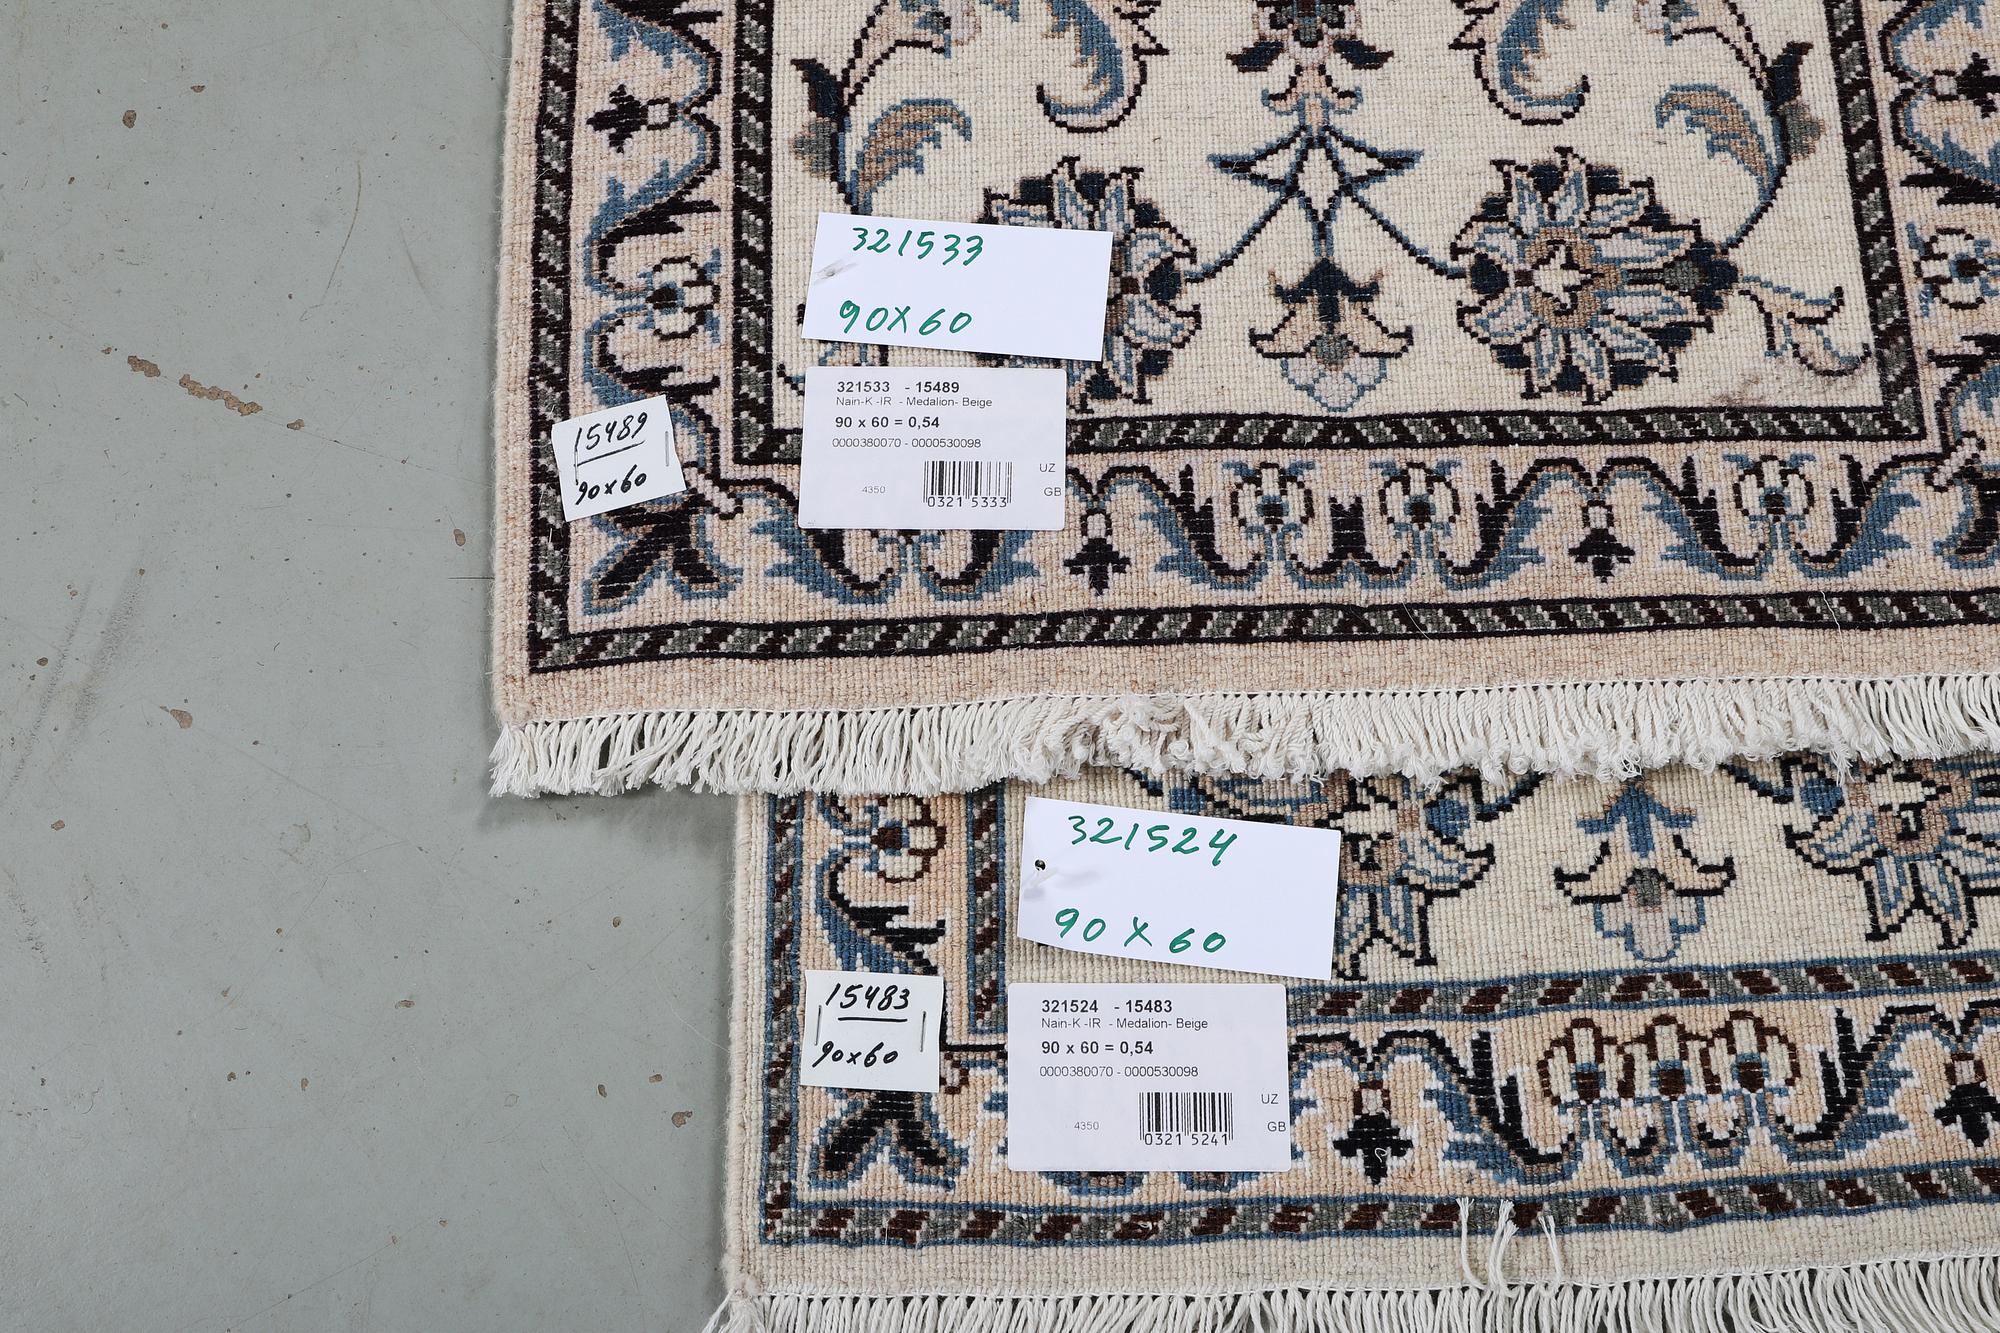 321533
90X60
321533 - 15489
Nain-K -IR - Medalion- Beige
90 x 60 = 0,54
0000380070 - 0000530098
UZ
4350
GB
0321 5333
15489
90x60
321524
90 X 60
15483
90x60
321524 - 15483
Nain-K -IR - Medalion- Beige
90 x 60 = 0,54
0000380070 - 0000530098
UZ
4350
GB
0321 5241